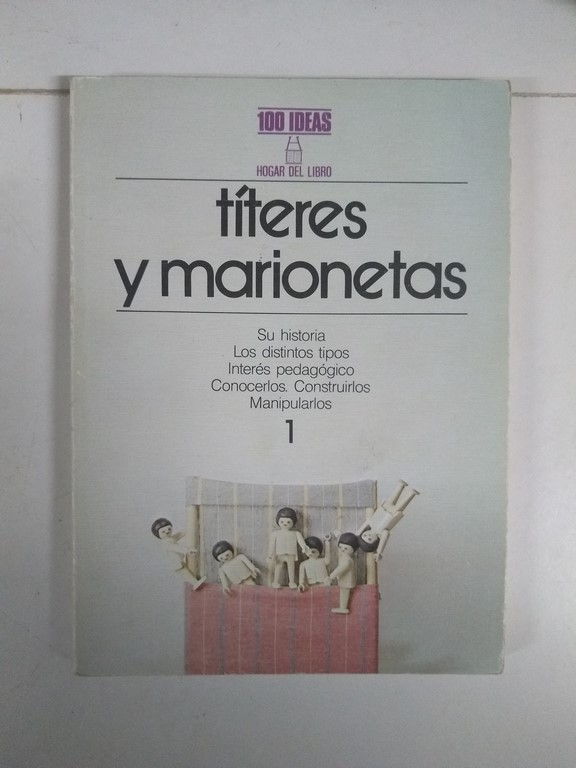 100 IDEAS
HOGAR DEL LIBRO
títeres
y marionetas
Su historia
Los distintos tipos
Interés pedagógico
Conocerlos. Construirlos
Manipularlos
1